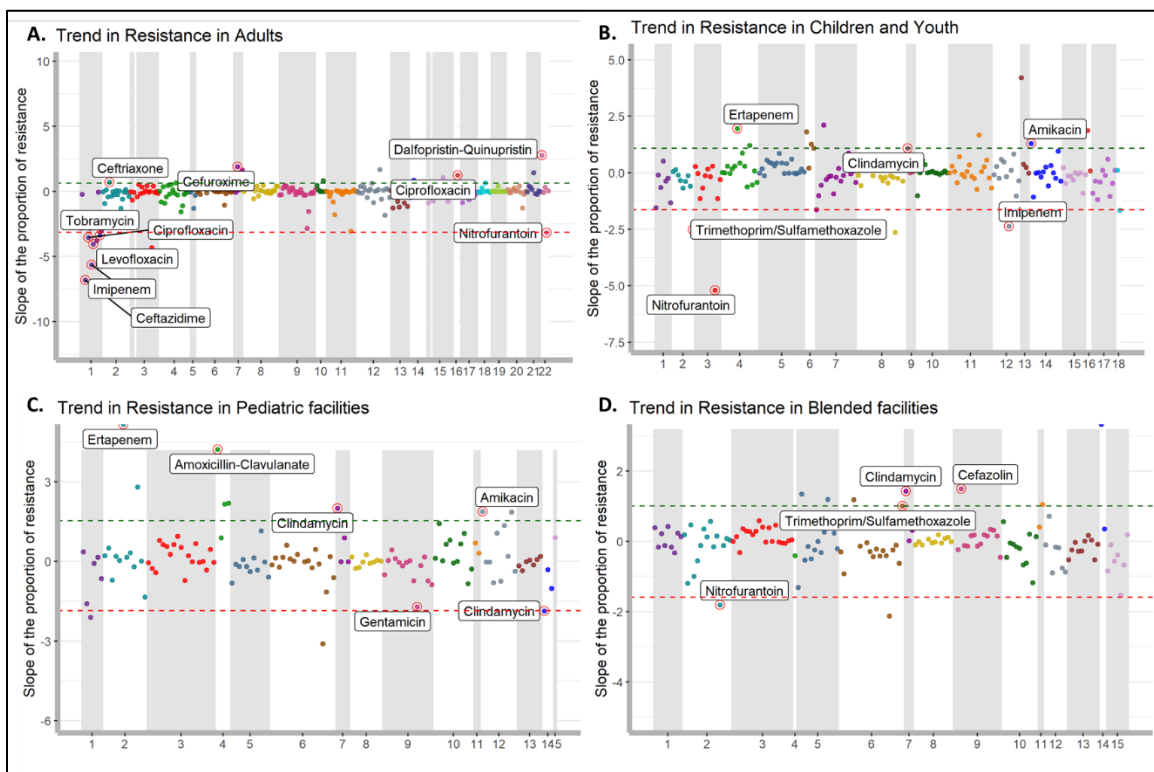 A. Trend in Resistance in Adults
Slope of the proportion of resistance
10
5
0
-5
-10
Ceftriaxone
Cefuroxime
Dalfopristin-Quinupristin
Ciprofloxacin
Tobramycin
Ciprofloxacin
Nitrofurantoin
Levofloxacin
Imipenem
Ceftazidime
1 2 3 4 5 6 7 8 9 10 11 12 13 14 15 16 17 18 19 20 21 22
B. Trend in Resistance in Children and Youth
Slope of the proportion of resistance
5.0
2.5
0.0
-2.5
-5.0
-7.5
Ertapenem
Amikacin
Clindamycin
Imipenem
Trimethoprim/Sulfamethoxazole
Nitrofurantoin
1 2 3 4 5 6 7 8 9 10 11 12 13 14 15 16 17 18
C. Trend in Resistance in Pediatric facilities
Slope of the proportion of resistance
3
0
-3
-6
Ertapenem
Amoxicillin-Clavulanate
Amikacin
Clindamycin
Gentamicin
Clindamycin
1 2 3 4 5 6 7 8 9 10 11 12 13 14 15
D. Trend in Resistance in Blended facilities
Slope of the proportion of resistance
2
0
-2
-4
Clindamycin
Cefazolin
Trimethoprim/Sulfamethoxazole
Nitrofurantoin
1 2 3 4 5 6 7 8 9 10 11 12 13 14 15